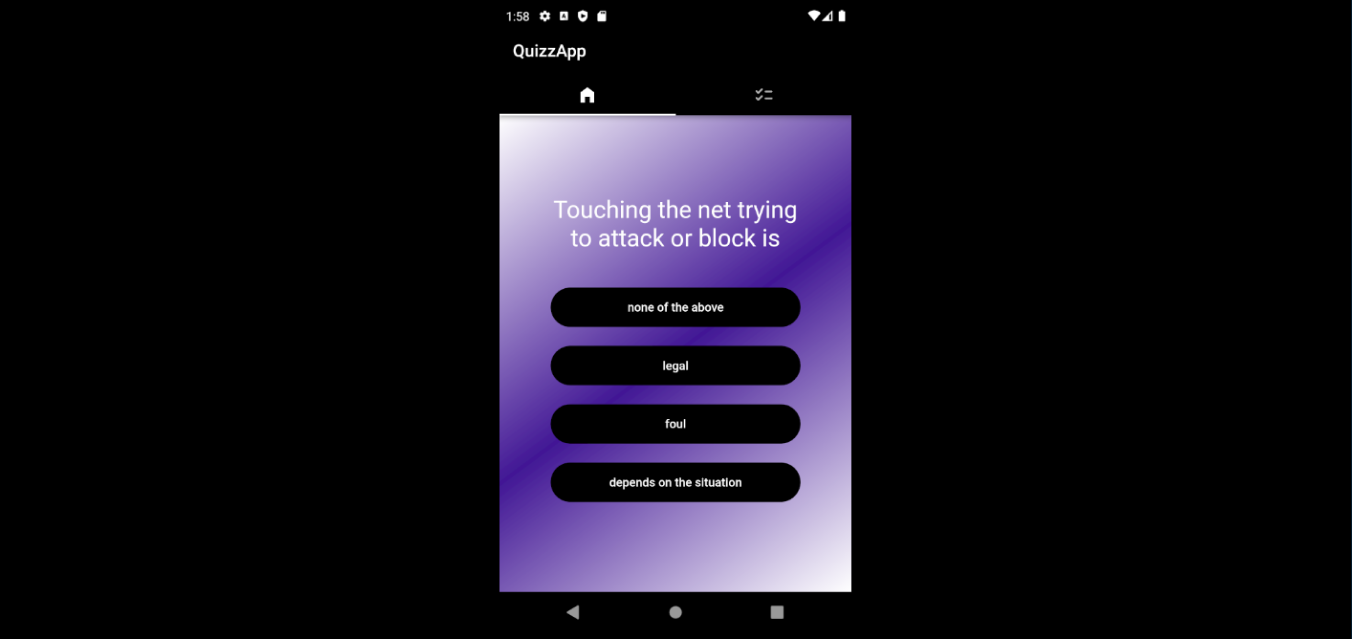 1:58
QuizzApp
Touching the net trying
to attack or block is
none of the above
legal
foul
depends on the situation